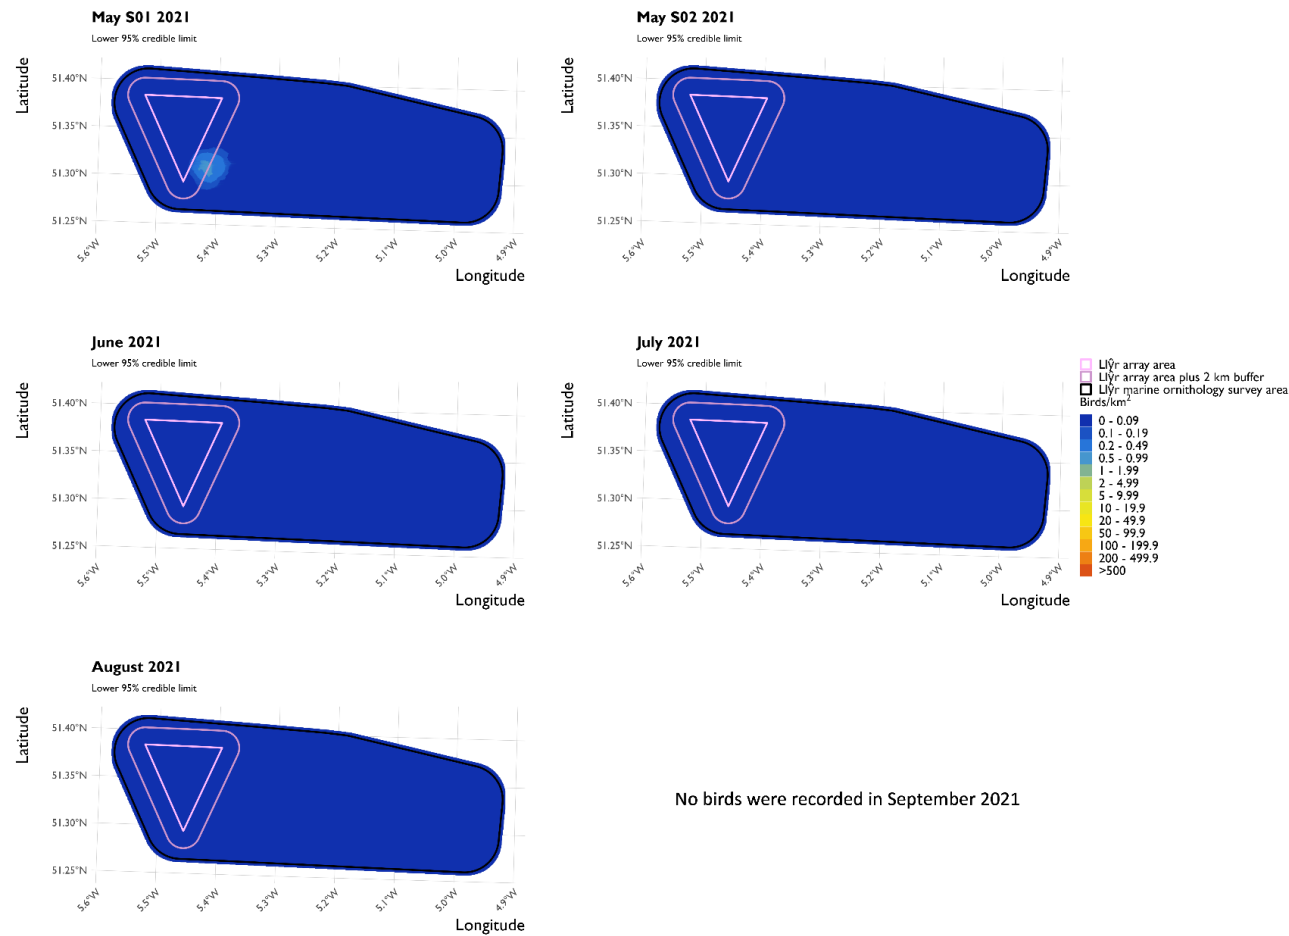 May S01 2021
Lower 95% credible limit
Latitude
51.40°N
51.35°N
51.30°N
51.25°N
5.6°W
5.5°W
5.4°W
5.3°W
5.2°W
5.1°W
5.0°W
4.9°W
Longitude
May S02 2021
Lower 95% credible limit
Latitude
51.40°N
51.35°N
51.30°N
51.25°N
5.6°W
5.5°W
5.4°W
5.3°W
5.2°W
5.1°W
5.0°W
4.9°W
Longitude
June 2021
Lower 95% credible limit
Latitude
51.40°N
51.35°N
51.30°N
51.25°N
5.6°W
5.5°W
5.4°W
5.3°W
5.2°W
5.1°W
5.0°W
4.9°W
Longitude
July 2021
Lower 95% credible limit
Latitude
51.40°N
51.35°N
51.30°N
51.25°N
5.6°W
5.5°W
5.4°W
5.3°W
5.2°W
5.1°W
5.0°W
4.9°W
Longitude
Llŷr array area
Llŷr array area plus 2 km buffer
Llŷr marine ornithology survey area
Birds/km²
0 - 0.09
0.1 - 0.19
0.2 - 0.49
0.5 - 0.99
1 - 1.99
2 - 4.99
5 - 9.99
10 - 19.9
20 - 49.9
50 - 99.9
100 - 199.9
200 - 499.9
>500
August 2021
Lower 95% credible limit
Latitude
51.40°N
51.35°N
51.30°N
51.25°N
5.6°W
5.5°W
5.4°W
5.3°W
5.2°W
5.1°W
5.0°W
4.9°W
Longitude
No birds were recorded in September 2021